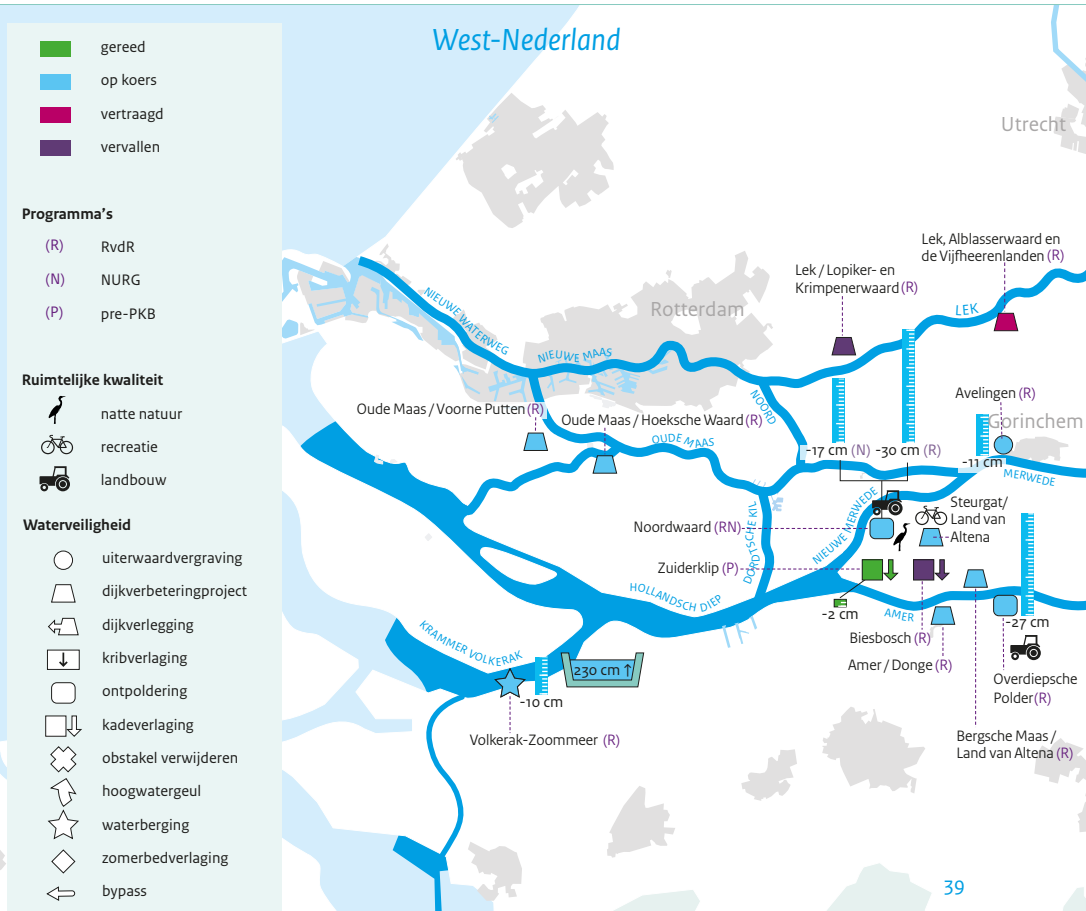 West-Nederland
gereed
op koers
vertraagd
vervallen
Programma's
(R) RvdR
(N) NURG
(P) pre-PKB
Ruimtelijke kwaliteit
natte natuur
recreatie
landbouw
Waterveiligheid
uiterwaardvergraving
dijkverbeteringproject
dijkverlegging
kribverlaging
ontpoldering
kadeverlaging
obstakel verwijderen
hoogwatergeul
waterberging
zomerbedverlaging
bypass
Utrecht
Lek, Alblasserwaard en
de Vijfheerenlanden (R)
Lek / Lopiker- en
Krimpenerwaard (R)
NIEUWE WATERWEG
Rotterdam
LEK
NIEUWE MAAS
NOORD
Avelingen (R)
Oude Maas / Voorne Putten (R)
Oude Maas / Hoeksche Waard (R)
Gorinchem
OUDE MAAS
-17 cm (N)
-30 cm (R)
-11 cm
MERWEDE
NIEUWE MERWEDE
Steurgat/
Land van
Altena
Noordwaard (RN)
DORDTSCHE KIL
Zuiderklip (P)
HOLLANDSCH DIEP
-2 cm
AMER
-27 cm
Biesbosch (R)
Amer / Donge (R)
KRAMMER VOLKERAK
230 cm ↑
-10 cm
Overdiepsche
Polder(R)
Volkerak-Zoommeer (R)
Bergsche Maas /
Land van Altena (R)
39